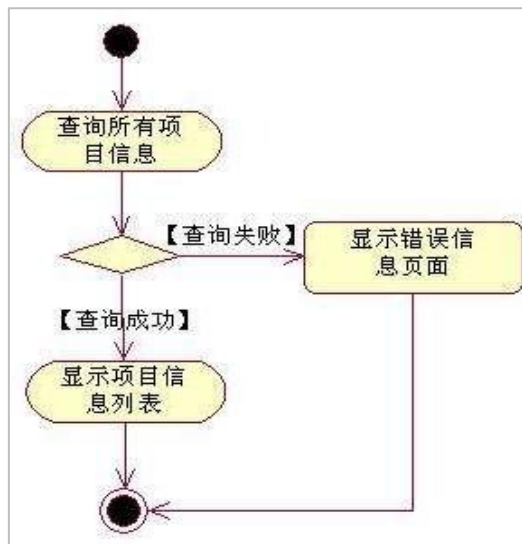 查询所有项
目信息
【查询失败】
显示错误信
息页面
【查询成功】
显示项目信
息列表